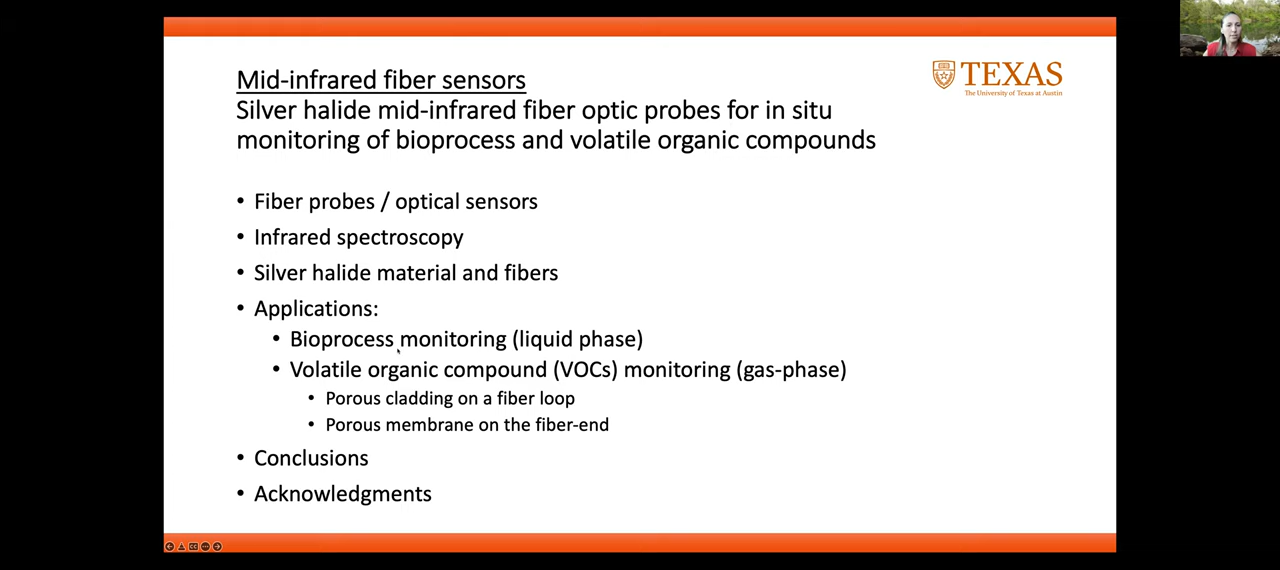 Mid-infrared fiber sensors
TEXAS
The University of Texas at Austin
Silver halide mid-infrared fiber optic probes for in situ
monitoring of bioprocess and volatile organic compounds
• Fiber probes / optical sensors
• Infrared spectroscopy
• Silver halide material and fibers
• Applications:
• Bioprocess monitoring (liquid phase)
• Volatile organic compound (VOCs) monitoring (gas-phase)
• Porous cladding on a fiber loop
• Porous membrane on the fiber-end
• Conclusions
• Acknowledgments